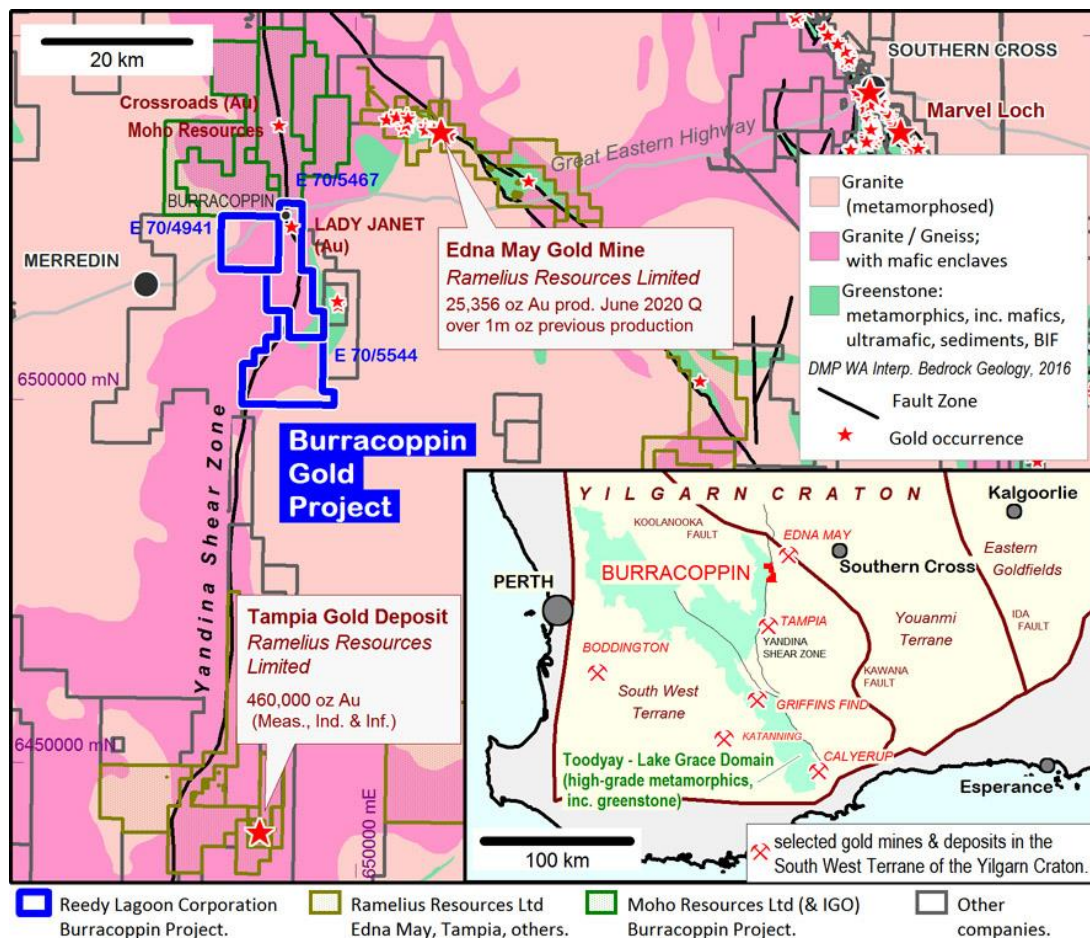 20 km
SOUTHERN CROSS
Crossroads (Au)
Moho Resources
Marvel Loch
Great Eastern Highway
E 70/5467
BURRACOPPIN
E 70/4941
LADY JANET
(Au)
MERREDIN
Edna May Gold Mine
Ramelius Resources Limited
25,356 oz Au prod. June 2020 Q
over 1m oz previous production
Granite
(metamorphosed)
Granite / Gneiss;
with mafic enclaves
Greenstone:
metamorphics, inc. mafics,
ultramafic, sediments, BIF
DMP WA Interp. Bedrock Geology, 2016
Fault Zone
Gold occurrence
E 70/5544
6500000 mN
Yandina Shear Zone
Burracoppin
Gold
Project
Tampia Gold Deposit
Ramelius Resources
Limited
460,000 oz Au
(Meas., Ind. & Inf.)
6450000 mN
650000 mE
YILGARN CRATON
KOOLANOOKA
FAULT
EDNA MAY
Kalgoorlie
Southern Cross
Eastern
Goldfields
PERTH
BURRACOPPIN
TAMPIA
YANDINA
SHEAR ZONE
Youanmi
Terrane
IDA
FAULT
BODDINGTON
KAWANA
FAULT
South West
Terrane
GRIFFINS FIND
KATANNING
CALYERUP
Toodyay - Lake Grace Domain
(high-grade metamorphics,
inc. greenstone)
Esperance
100 km
selected gold mines & deposits in the
South West Terrane of the Yilgarn Craton.
Reedy Lagoon Corporation
Burracoppin Project.
Ramelius Resources Ltd
Edna May, Tampia, others.
Moho Resources Ltd (& IGO)
Burracoppin Project.
Other
companies.